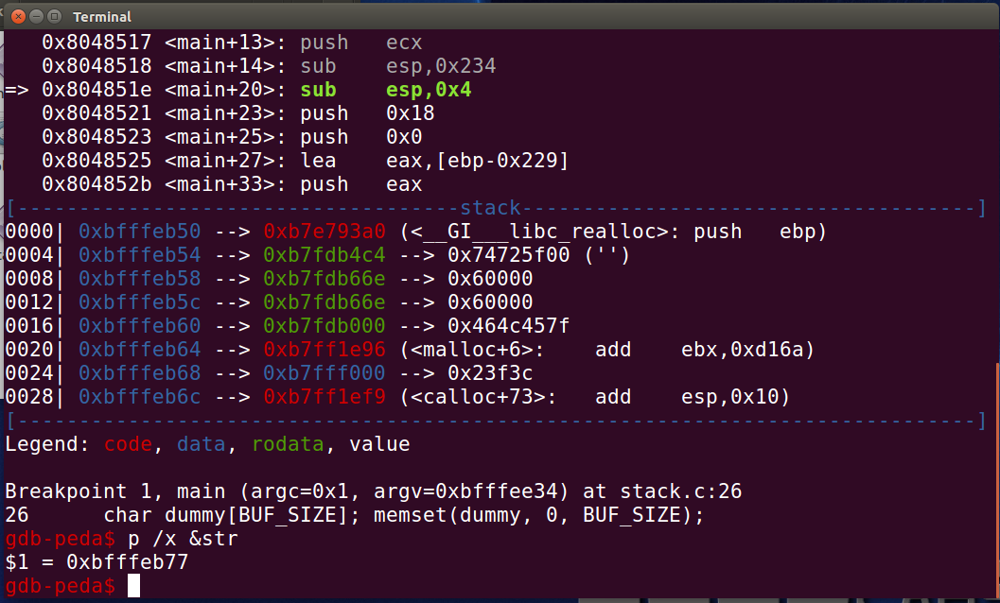 Terminal
0x8048517 <main+13>: push ecx
0x8048518 <main+14>: sub esp,0x234
=> 0x804851e <main+20>: sub esp,0x4
0x8048521 <main+23>: push 0x18
0x8048523 <main+25>: push 0x0
0x8048525 <main+27>: lea eax,[ebp-0x229]
0x804852b <main+33>: push eax
[------------------------------------stack-------------------------------------]
0000| 0xbfffeb50 --> 0xb7e793a0 (<__GI___libc_realloc>: push ebp)
0004| 0xbfffeb54 --> 0xb7fdb4c4 --> 0x74725f00 ('')
0008| 0xbfffeb58 --> 0xb7fdb66e --> 0x60000
0012| 0xbfffeb5c --> 0xb7fdb66e --> 0x60000
0016| 0xbfffeb60 --> 0xb7fdb000 --> 0x464c457f
0020| 0xbfffeb64 --> 0xb7ff1e96 (<malloc+6>: add ebx,0xd16a)
0024| 0xbfffeb68 --> 0xb7fff000 --> 0x23f3c
0028| 0xbfffeb6c --> 0xb7ff1ef9 (<calloc+73>: add esp,0x10)
[------------------------------------------------------------------------------]
Legend: code, data, rodata, value
Breakpoint 1, main (argc=0x1, argv=0xbfffee34) at stack.c:26
26 char dummy[BUF_SIZE]; memset(dummy, 0, BUF_SIZE);
gdb-peda$ p /x &str
$1 = 0xbfffeb77
gdb-peda$